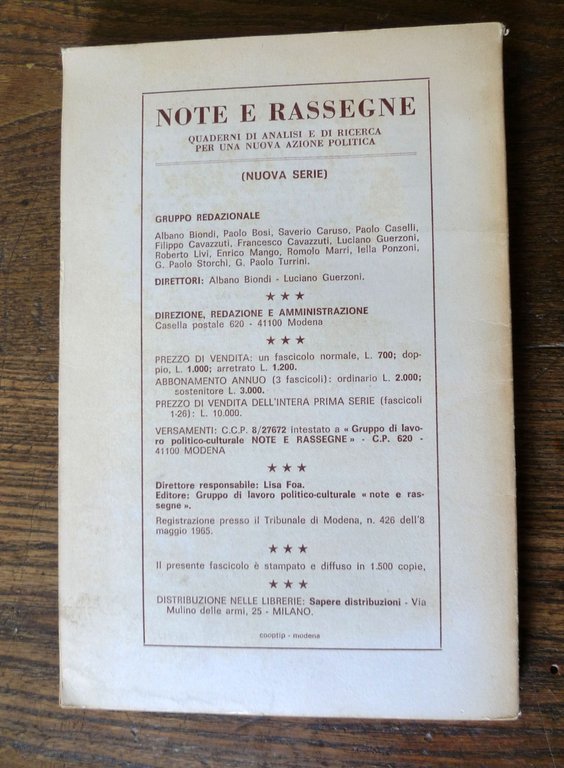 NOTE E RASSEGNE
QUADERNI DI ANALISI E DI RICERCA
PER UNA NUOVA AZIONE POLITICA
(NUOVA SERIE)
GRUPPO REDAZIONALE
Albano Biondi, Paolo Bosi, Saverio Caruso, Paolo Caselli,
Filippo Cavazzuti, Francesco Cavazzuti, Luciano Guerzoni,
Roberto Livi, Enrico Mango, Romolo Marri, Iella Ponzoni,
G. Paolo Storchi, G. Paolo Turrini,
DIRETTORI: Albano Biondi - Luciano Guerzoni.
★ ★ ★
DIREZIONE, REDAZIONE E AMMINISTRAZIONE
Casella postale 620 - 41100 Modena
★ ★ ★
PREZZO DI VENDITA: un fascicolo normale, L. 700; dop-
pio, L. 1.000; arretrato L. 1.200.
ABBONAMENTO ANNUO (3 fascicoli): ordinario L. 2.000;
sostenitore L. 3.000.
PREZZO DI VENDITA DELL'INTERA PRIMA SERIE (fascicoli
1-26): L. 10.000.
VERSAMENTI: C.C.P. 8/27672 intestato a « Gruppo di lavo-
ro politico-culturale NOTE E RASSEGNE » - C.P. 620 -
41100 MODENA
★ ★ ★
Direttore responsabile: Lisa Foa.
Editore: Gruppo di lavoro politico-culturale « note e ras-
segne ».
Registrazione presso il Tribunale di Modena, n. 426 dell'8
maggio 1965.
★ ★ ★
Il presente fascicolo è stampato e diffuso in 1.500 copie,
★ ★ ★
DISTRIBUZIONE NELLE LIBRERIE: Sapere distribuzioni - Via
Mulino delle armi, 25 - MILANO.
cooptip - modena